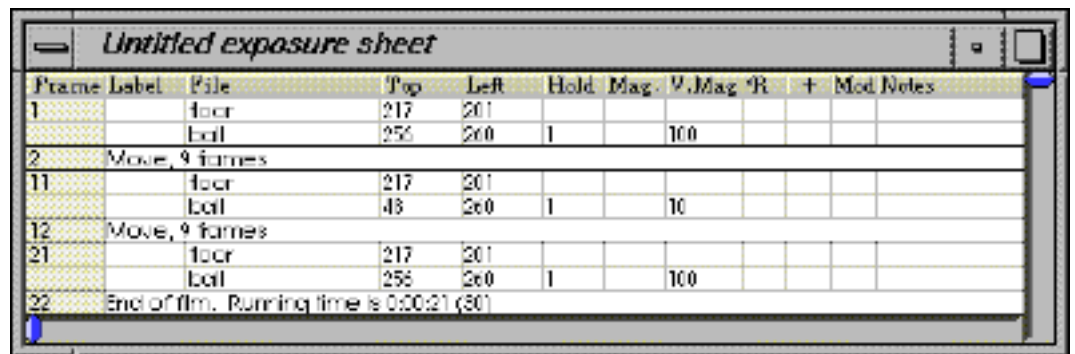 Untitled exposure sheet
Frame Label File Top Left Hold Mag. V.Mag °R + Mod Notes
1 floor 217 201
ball 256 260 1 100
2 Move, 9 frames
11 floor 217 201
ball 48 260 1 10
12 Move, 9 frames
21 floor 217 201
ball 256 260 1 100
22 End of film. Running time is 0:00:21 (30)